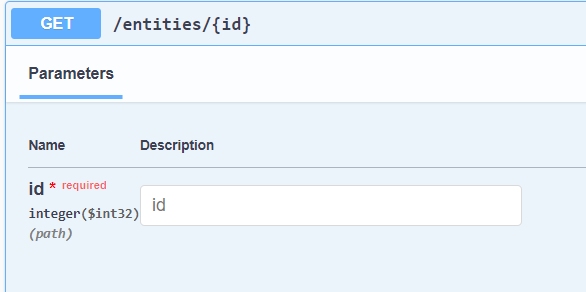 GET /entities/{id}
Parameters
Name Description
id * required
integer($int32) id
(path)